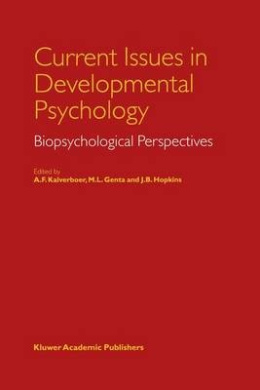 Current Issues in
Developmental
Psychology
Biopsychological Perspectives
Edited by
A.F. Kalverboer, M.L. Genta and J.B. Hopkins
Kluwer Academic Publishers